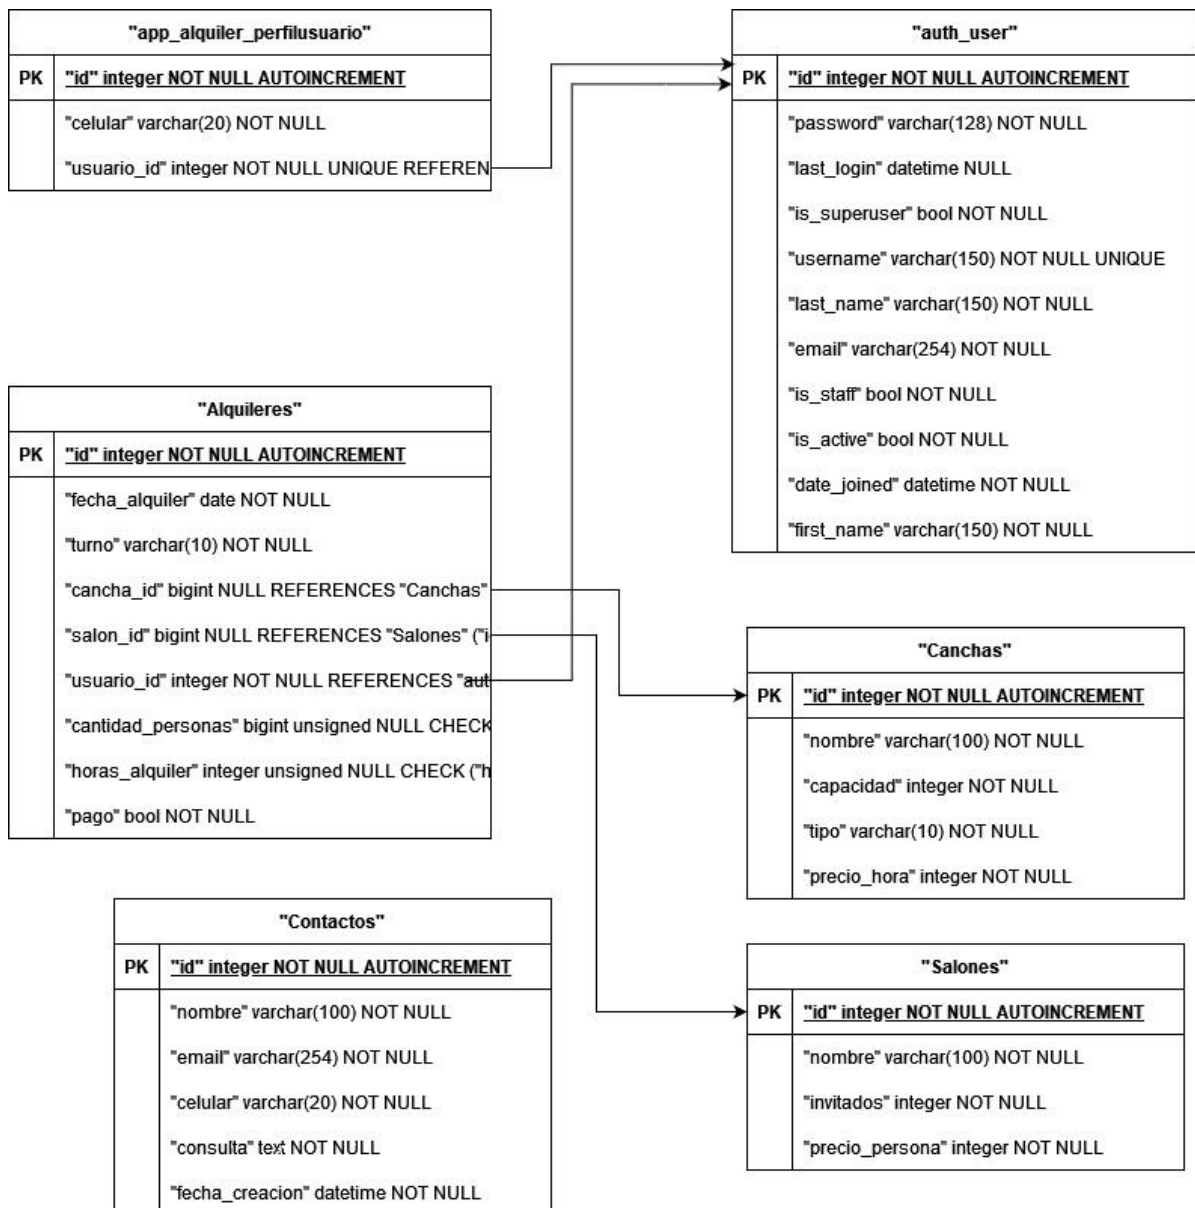 "app_alquiler_perfilusuario"
PK "id" integer NOT NULL AUTOINCREMENT
"celular" varchar(20) NOT NULL
"usuario_id" integer NOT NULL UNIQUE REFEREN
"auth_user"
PK "id" integer NOT NULL AUTOINCREMENT
"password" varchar(128) NOT NULL
"last_login" datetime NULL
"is_superuser" bool NOT NULL
"username" varchar(150) NOT NULL UNIQUE
"last_name" varchar(150) NOT NULL
"email" varchar(254) NOT NULL
"is_staff" bool NOT NULL
"is_active" bool NOT NULL
"date_joined" datetime NOT NULL
"first_name" varchar(150) NOT NULL
"Alquileres"
PK "id" integer NOT NULL AUTOINCREMENT
"fecha_alquiler" date NOT NULL
"turno" varchar(10) NOT NULL
"cancha_id" bigint NULL REFERENCES "Canchas"
"salon_id" bigint NULL REFERENCES "Salones" ("i
"usuario_id" integer NOT NULL REFERENCES "aut
"cantidad_personas" bigint unsigned NULL CHECK
"horas_alquiler" integer unsigned NULL CHECK ("h
"pago" bool NOT NULL
"Canchas"
PK "id" integer NOT NULL AUTOINCREMENT
"nombre" varchar(100) NOT NULL
"capacidad" integer NOT NULL
"tipo" varchar(10) NOT NULL
"precio_hora" integer NOT NULL
"Contactos"
PK "id" integer NOT NULL AUTOINCREMENT
"nombre" varchar(100) NOT NULL
"email" varchar(254) NOT NULL
"celular" varchar(20) NOT NULL
"consulta" text NOT NULL
"fecha_creacion" datetime NOT NULL
"Salones"
PK "id" integer NOT NULL AUTOINCREMENT
"nombre" varchar(100) NOT NULL
"invitados" integer NOT NULL
"precio_persona" integer NOT NULL